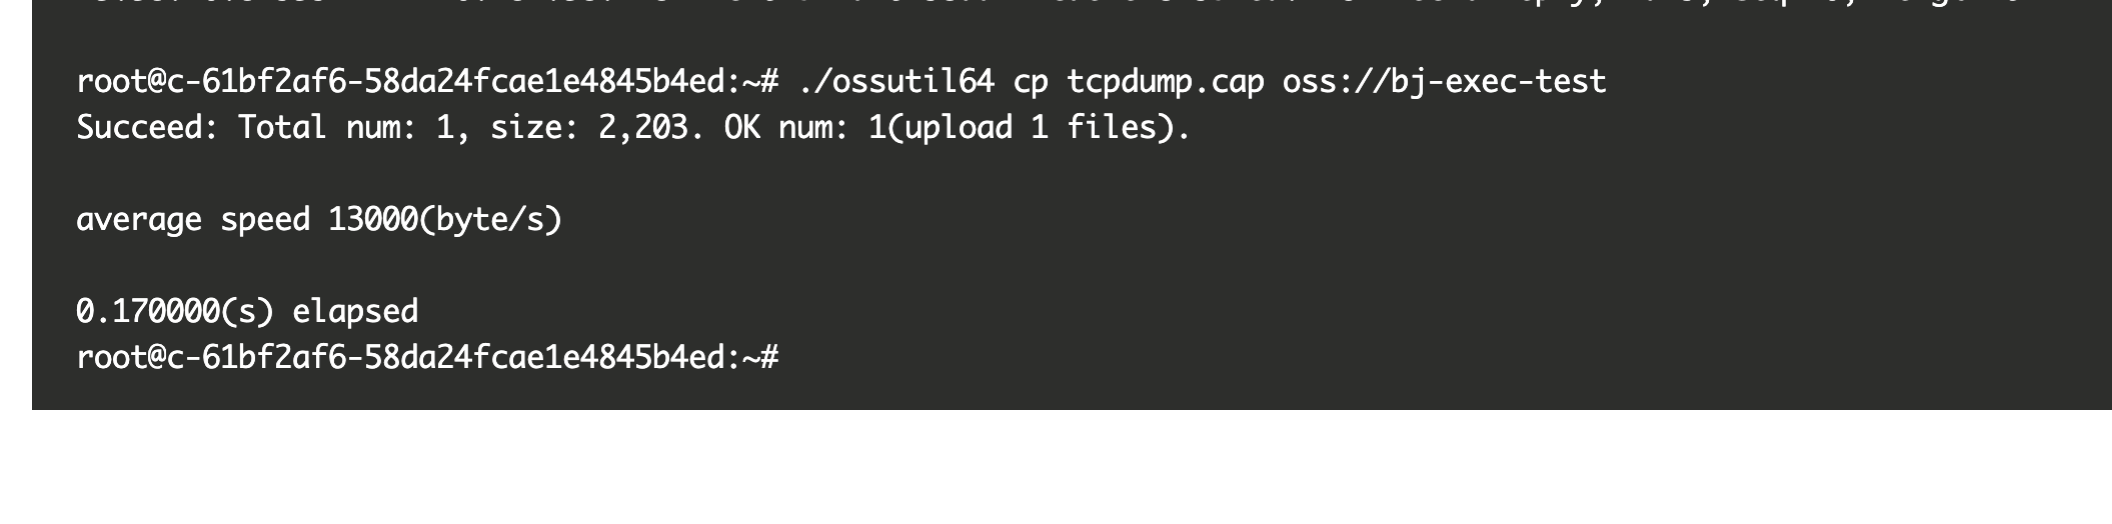 root@c-61bf2af6-58da24fcae1e4845b4ed:~# ./ossutil64 cp tcpdump.cap oss://bj-exec-test
Succeed: Total num: 1, size: 2,203. OK num: 1(upload 1 files).
average speed 13000(byte/s)
0.170000(s) elapsed
root@c-61bf2af6-58da24fcae1e4845b4ed:~#